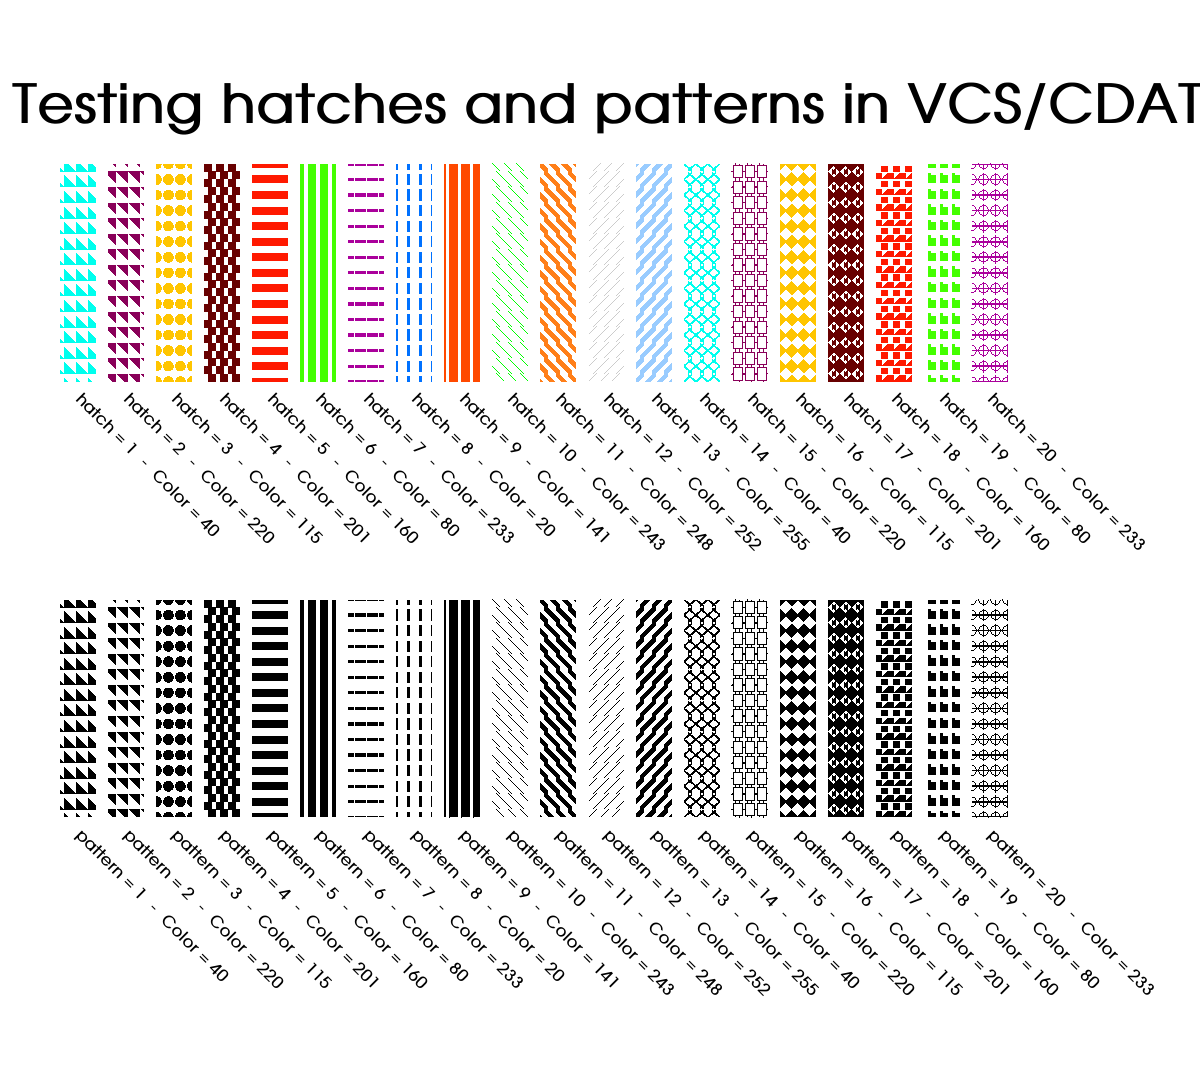 Testing hatches and patterns in VCS/CDAT
hatch = 1 - Color = 40
hatch = 2 - Color = 220
hatch = 3 - Color = 115
hatch = 4 - Color = 201
hatch = 5 - Color = 160
hatch = 6 - Color = 80
hatch = 7 - Color = 233
hatch = 8 - Color = 20
hatch = 9 - Color = 141
hatch = 10 - Color = 243
hatch = 11 - Color = 248
hatch = 12 - Color = 252
hatch = 13 - Color = 255
hatch = 14 - Color = 40
hatch = 15 - Color = 220
hatch = 16 - Color = 115
hatch = 17 - Color = 201
hatch = 18 - Color = 160
hatch = 19 - Color = 80
hatch = 20 - Color = 233
pattern = 1 - Color = 40
pattern = 2 - Color = 220
pattern = 3 - Color = 115
pattern = 4 - Color = 201
pattern = 5 - Color = 160
pattern = 6 - Color = 80
pattern = 7 - Color = 233
pattern = 8 - Color = 20
pattern = 9 - Color = 141
pattern = 10 - Color = 243
pattern = 11 - Color = 248
pattern = 12 - Color = 252
pattern = 13 - Color = 255
pattern = 14 - Color = 40
pattern = 15 - Color = 220
pattern = 16 - Color = 115
pattern = 17 - Color = 201
pattern = 18 - Color = 160
pattern = 19 - Color = 80
pattern = 20 - Color = 233